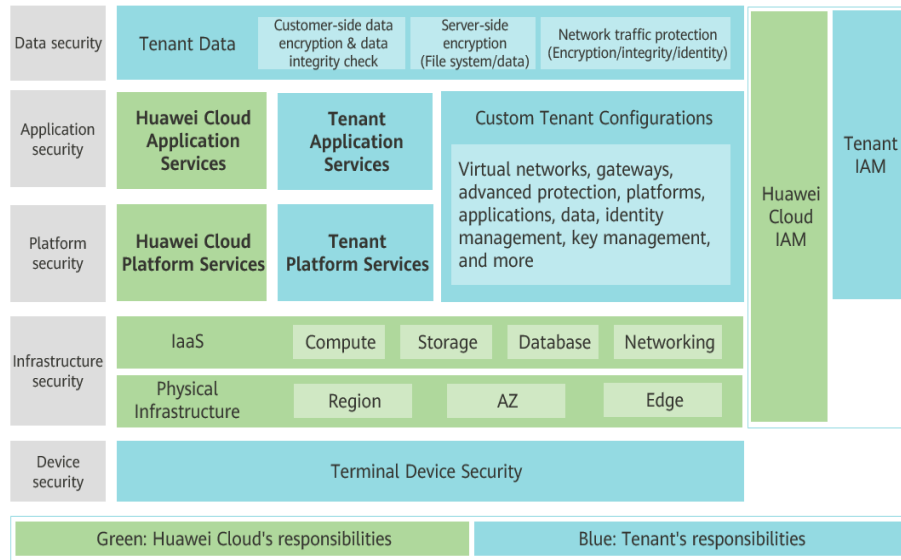 Data security
Tenant Data
Customer-side data
encryption & data
integrity check
Server-side
encryption
(File system/data)
Network traffic protection
(Encryption/integrity/identity)
Application
security
Huawei Cloud
Application
Services
Tenant
Application
Services
Custom Tenant Configurations
Virtual networks, gateways,
advanced protection, platforms,
applications, data, identity
management, key management,
and more
Platform
security
Huawei Cloud
Platform Services
Tenant
Platform Services
Huawei
Cloud
IAM
Tenant
IAM
Infrastructure
security
IaaS
Compute
Storage
Database
Networking
Physical
Infrastructure
Region
AZ
Edge
Device
security
Terminal Device Security
Green: Huawei Cloud's responsibilities
Blue: Tenant's responsibilities